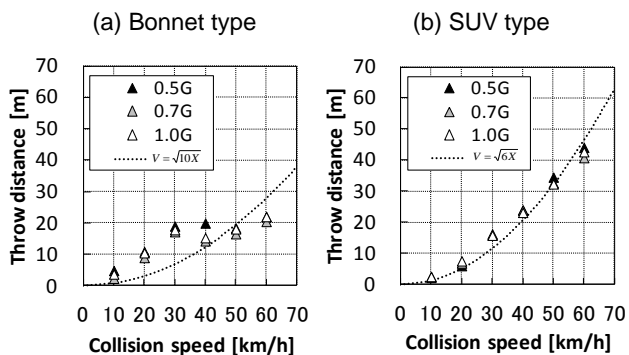 (a) Bonnet type
70
60
50
40
30
20
10
0
Throw distance [m]
0.5G
0.7G
1.0G
V = √10X
0 10 20 30 40 50 60 70
Collision speed [km/h]
(b) SUV type
70
60
50
40
30
20
10
0
Throw distance [m]
0.5G
0.7G
1.0G
V = √6X
0 10 20 30 40 50 60 70
Collision speed [km/h]